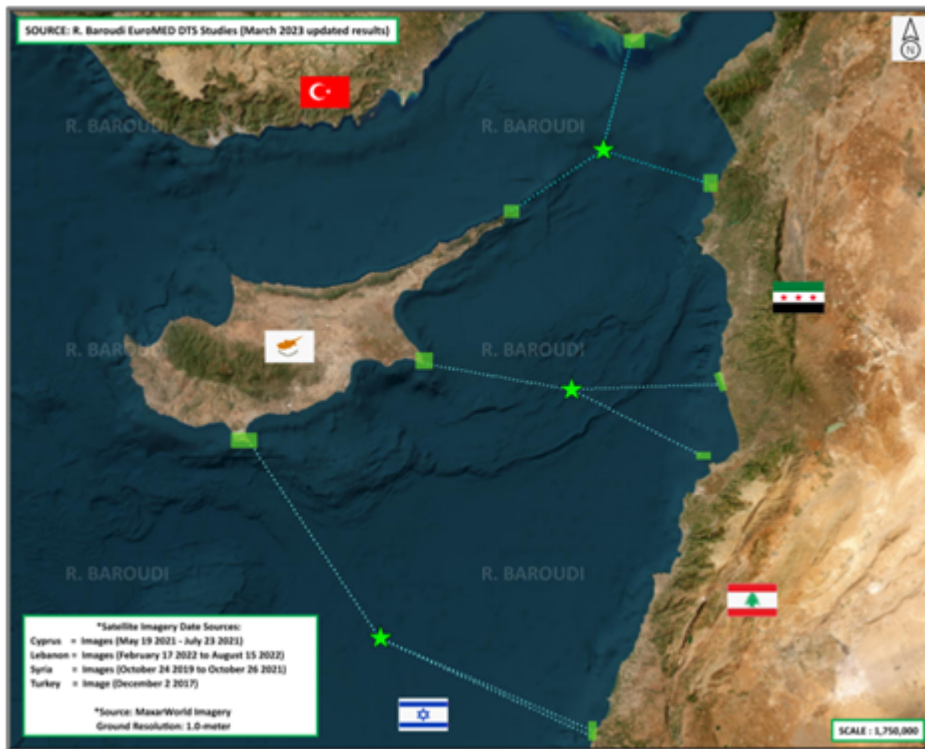 SOURCE: R. Baroudi EuroMED DTS Studies (March 2023 updated results)
N
R. BAROUDI
R. BAROUDI
R. BAROUDI
R. BAROUDI
R. BAROUDI
R. BAROUDI
*Satellite Imagery Date Sources:
Cyprus = Images (May 19 2021 - July 23 2021)
Lebanon = Images (February 17 2022 to August 15 2022)
Syria = Images (October 24 2019 to October 26 2021)
Turkey = Image (December 2 2017)
*Source: MaxarWorld Imagery
Ground Resolution: 1.0-meter
SCALE : 1,750,000